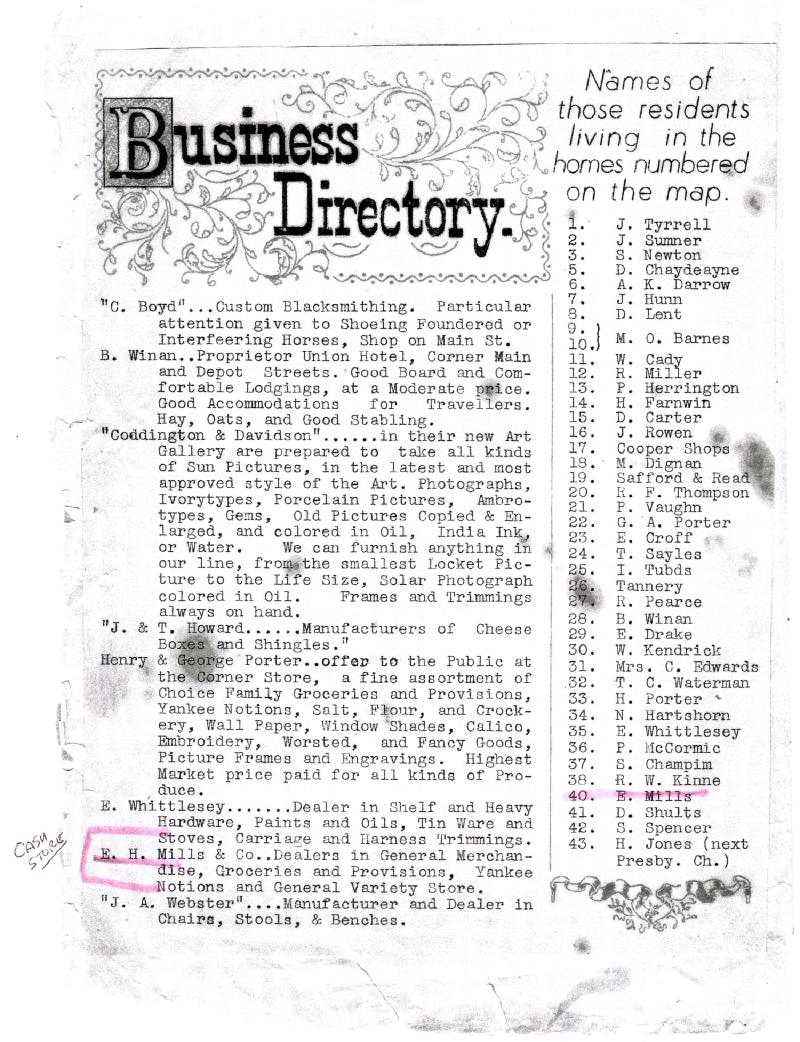 Business
Directory.
"C. Boyd"...Custom Blacksmithing. Particular
attention given to Shoeing Foundered or
Interfeering Horses, Shop on Main St.
B. Winan..Proprietor Union Hotel, Corner Main
and Depot Streets. Good Board and Com-
fortable Lodgings, at a Moderate price.
Good Accommodations for Travellers.
Hay, Oats, and Good Stabling.
"Coddington & Davidson"......in their new Art
Gallery are prepared to take all kinds
of Sun Pictures, in the latest and most
approved style of the Art. Photographs,
Ivorytypes, Porcelain Pictures, Ambro-
types, Gems, Old Pictures Copied & En-
larged, and colored in Oil, India Ink,
or Water. We can furnish anything in
our line, from the smallest Locket Pic-
ture to the Life Size, Solar Photograph
colored in Oil. Frames and Trimmings
always on hand.
"J. & T. Howard......Manufacturers of Cheese
Boxes and Shingles."
Henry & George Porter..offer to the Public at
the Corner Store, a fine assortment of
Choice Family Groceries and Provisions,
Yankee Notions, Salt, Flour, and Crock-
ery, Wall Paper, Window Shades, Calico,
Embroidery, Worsted, and Fancy Goods,
Picture Frames and Engravings. Highest
Market price paid for all kinds of Pro-
duce.
E. Whittlesey.......Dealer in Shelf and Heavy
Hardware, Paints and Oils, Tin Ware and
Stoves, Carriage and Harness Trimmings.
CASH
STORE
E. H. Mills & Co..Dealers in General Merchan-
dise, Groceries and Provisions, Yankee
Notions and General Variety Store.
"J. A. Webster"....Manufacturer and Dealer in
Chairs, Stools, & Benches.
Names of
those residents
living in the
homes numbered
on the map.
1. J. Tyrrell
2. J. Sumner
3. S. Newton
5. D. Chaydeayne
6. A. K. Darrow
7. J. Hunn
8. D. Lent
9.
10.} M. O. Barnes
11. W. Cady
12. R. Miller
13. P. Herrington
14. H. Farnwin
15. D. Carter
16. J. Rowen
17. Cooper Shops
18. M. Dignan
19. Safford & Read
20. R. F. Thompson
21. P. Vaughn
22. G. A. Porter
23. E. Croff
24. T. Sayles
25. I. Tubds
26. Tannery
27. R. Pearce
28. B. Winan
29. E. Drake
30. W. Kendrick
31. Mrs. C. Edwards
32. T. C. Waterman
33. H. Porter
34. N. Hartshorn
35. E. Whittlesey
36. P. McCormic
37. S. Champim
38. R. W. Kinne
40. E. Mills
41. D. Shults
42. S. Spencer
43. H. Jones (next
Presby. Ch.)